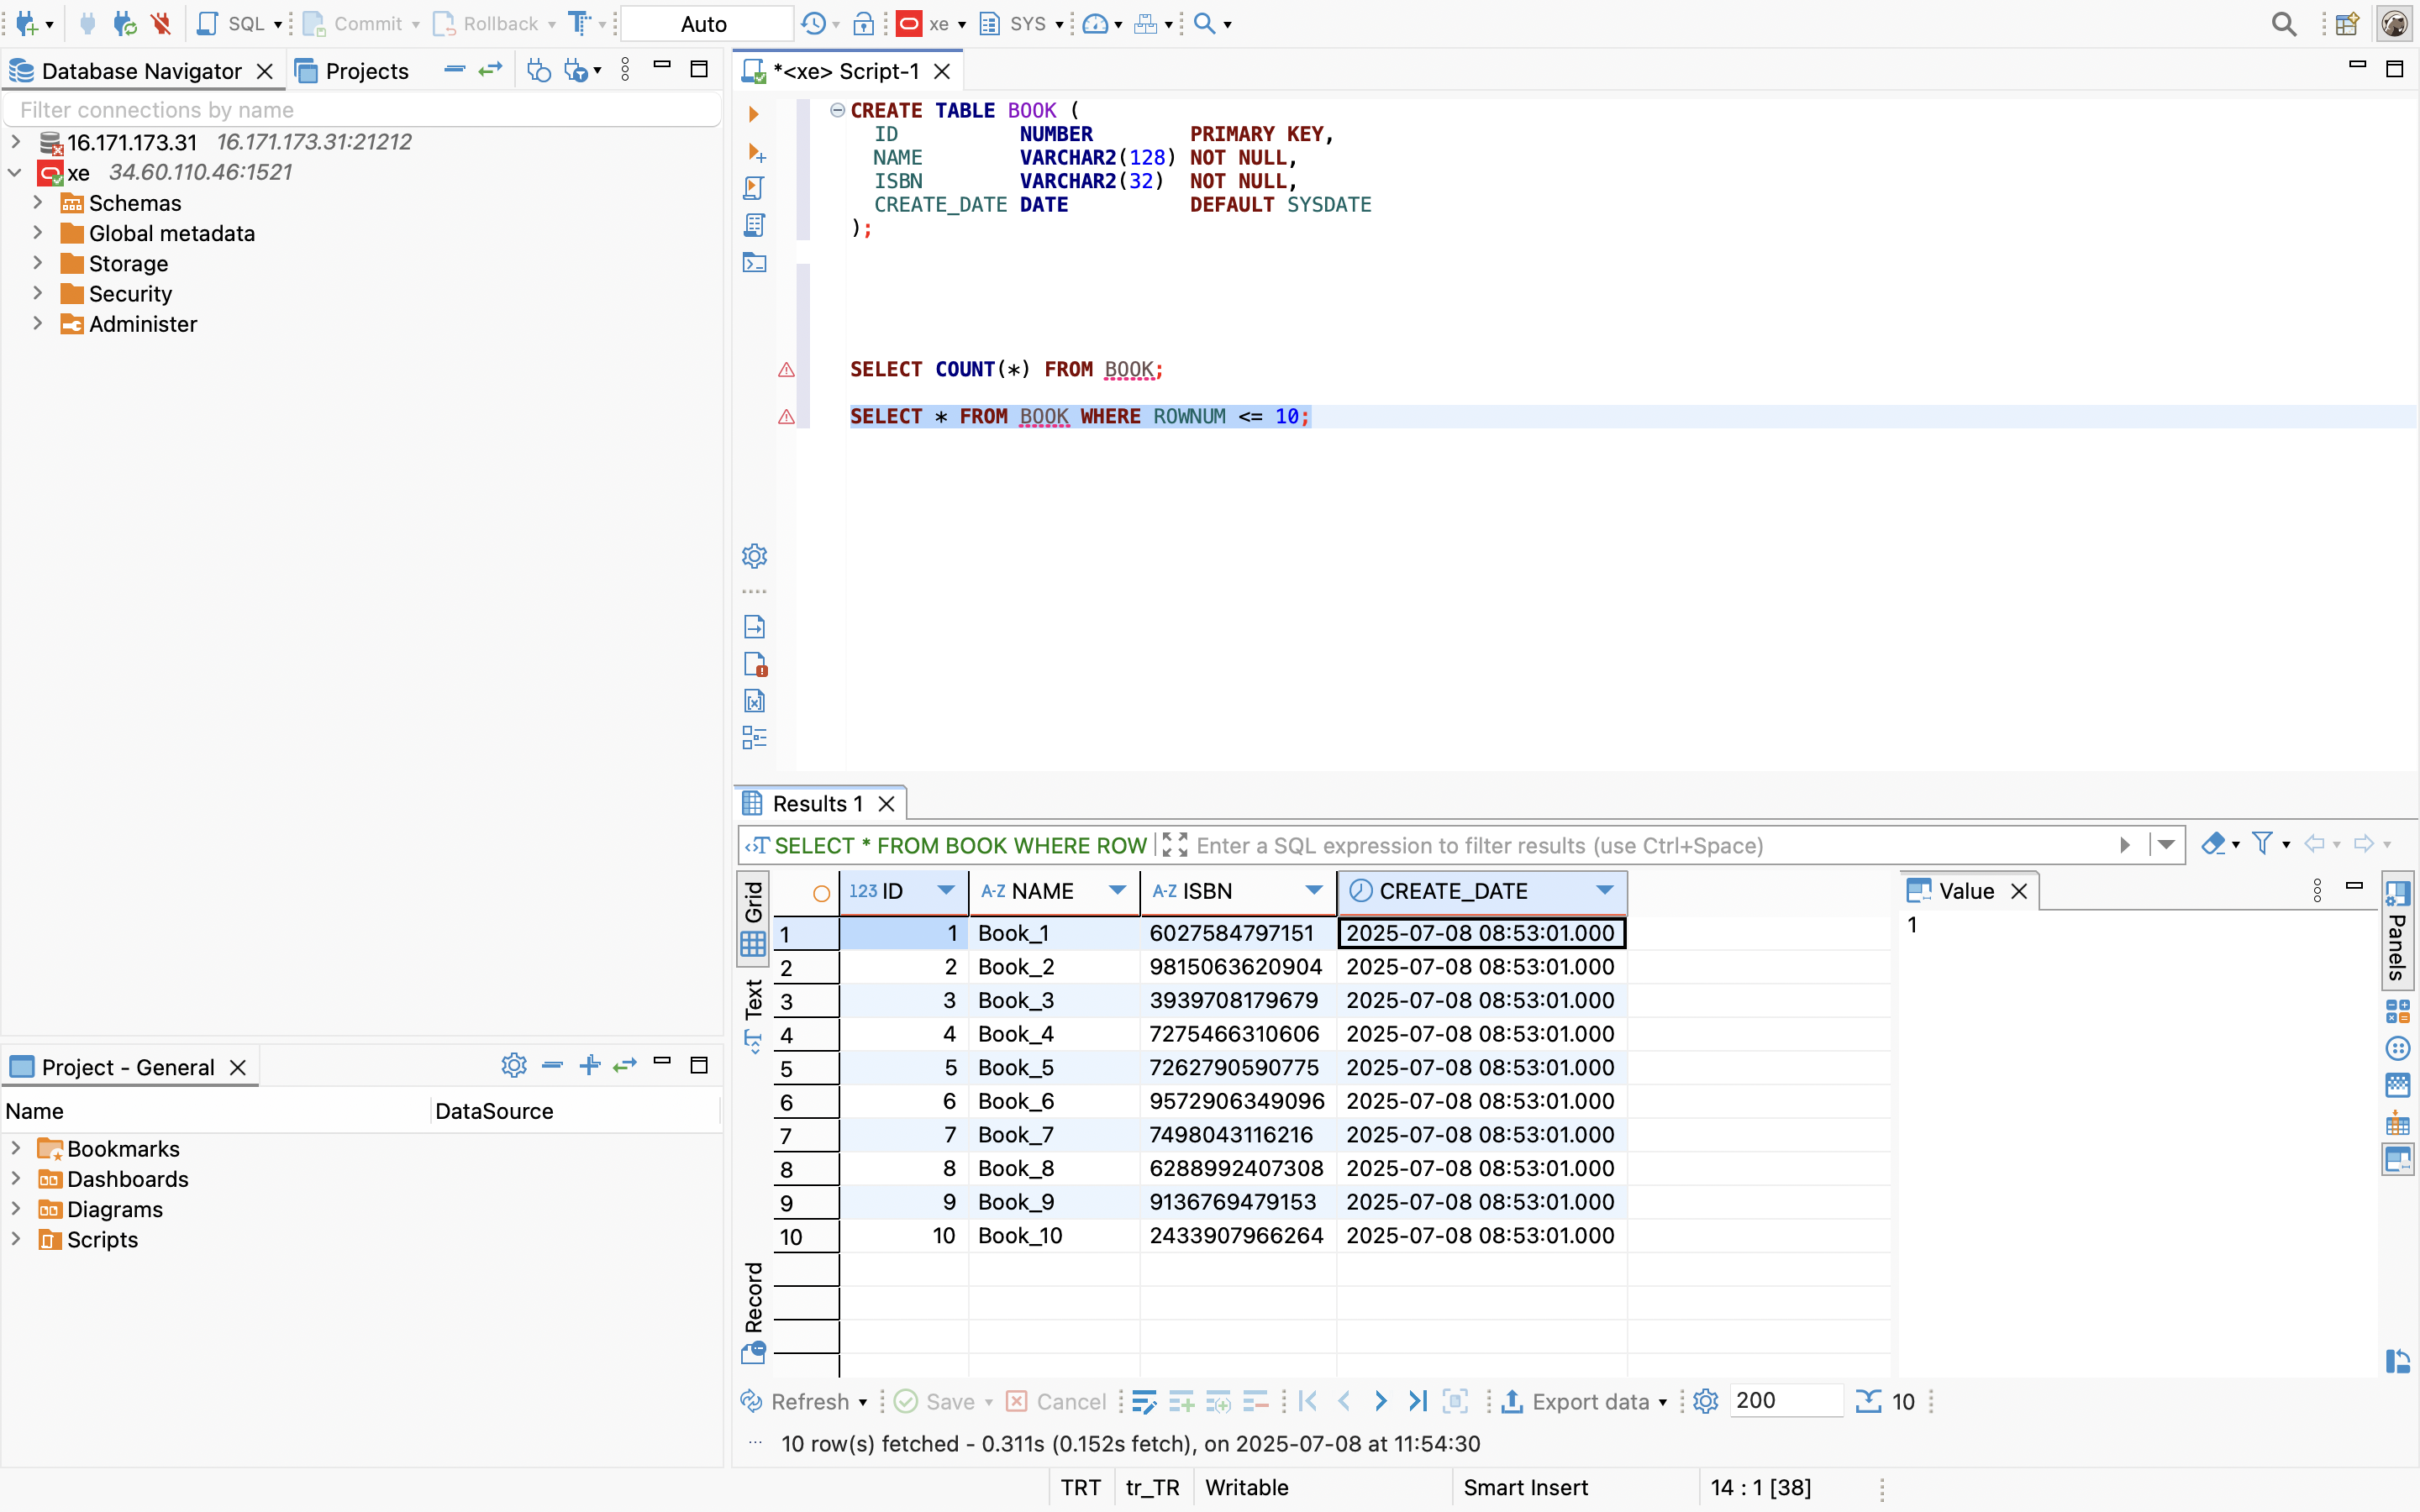 SQL Commit Rollback Auto xe SYS
Database Navigator Projects
Filter connections by name
16.171.173.31 16.171.173.31:21212
xe 34.60.110.46:1521
Schemas
Global metadata
Storage
Security
Administer
Project - General
Name DataSource
Bookmarks
Dashboards
Diagrams
Scripts
*<xe> Script-1
CREATE TABLE BOOK (
ID NUMBER PRIMARY KEY,
NAME VARCHAR2(128) NOT NULL,
ISBN VARCHAR2(32) NOT NULL,
CREATE_DATE DATE DEFAULT SYSDATE
);
SELECT COUNT(*) FROM BOOK;
SELECT * FROM BOOK WHERE ROWNUM <= 10;
Results 1
SELECT * FROM BOOK WHERE ROW Enter a SQL expression to filter results (use Ctrl+Space)
Grid
Text
Record
123 ID A-Z NAME A-Z ISBN CREATE_DATE
1 1 Book_1 6027584797151 2025-07-08 08:53:01.000
2 2 Book_2 9815063620904 2025-07-08 08:53:01.000
3 3 Book_3 3939708179679 2025-07-08 08:53:01.000
4 4 Book_4 7275466310606 2025-07-08 08:53:01.000
5 5 Book_5 7262790590775 2025-07-08 08:53:01.000
6 6 Book_6 9572906349096 2025-07-08 08:53:01.000
7 7 Book_7 7498043116216 2025-07-08 08:53:01.000
8 8 Book_8 6288992407308 2025-07-08 08:53:01.000
9 9 Book_9 9136769479153 2025-07-08 08:53:01.000
10 10 Book_10 2433907966264 2025-07-08 08:53:01.000
Value
1
Panels
Refresh Save Cancel Export data 200 10
10 row(s) fetched - 0.311s (0.152s fetch), on 2025-07-08 at 11:54:30
TRT tr_TR Writable Smart Insert 14 : 1 [38]